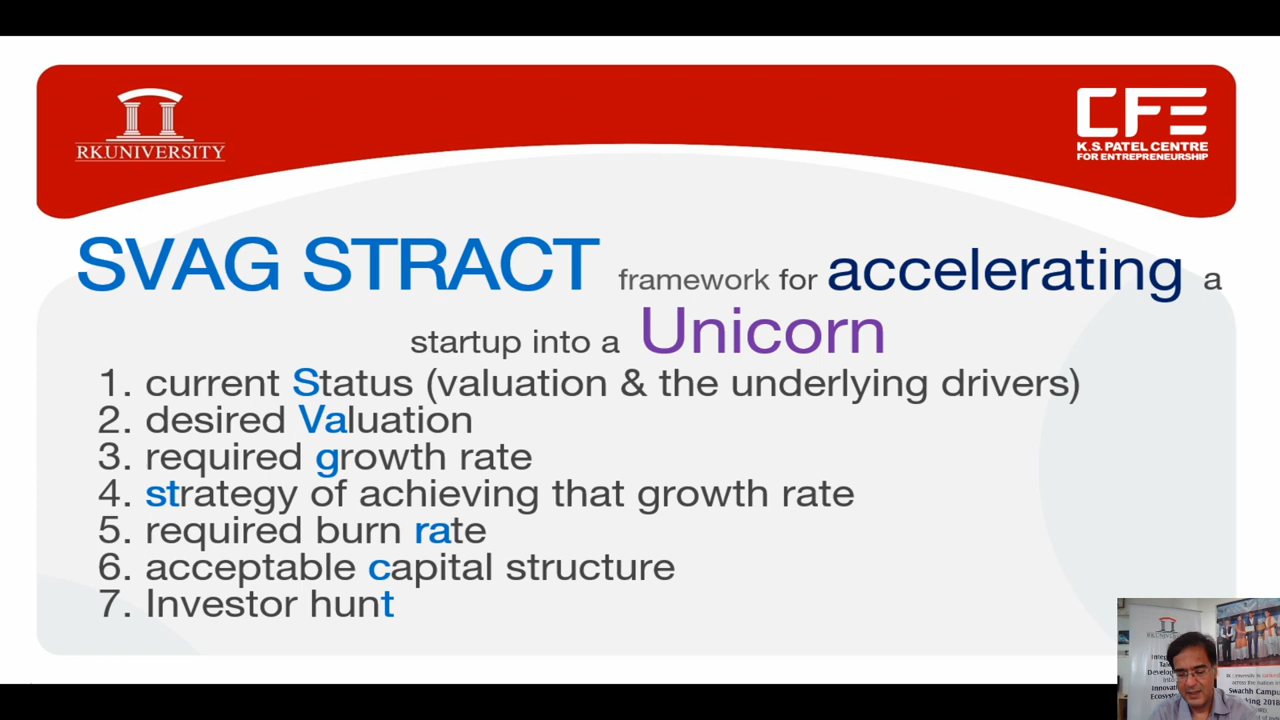 RKUNIVERSITY
CFE
K.S. PATEL CENTRE
FOR ENTREPRENEURSHIP
SVAG STRACT framework for accelerating a
startup into a Unicorn
1. current Status (valuation & the underlying drivers)
2. desired Valuation
3. required growth rate
4. strategy of achieving that growth rate
5. required burn rate
6. acceptable capital structure
7. Investor hunt
Swachh Campu